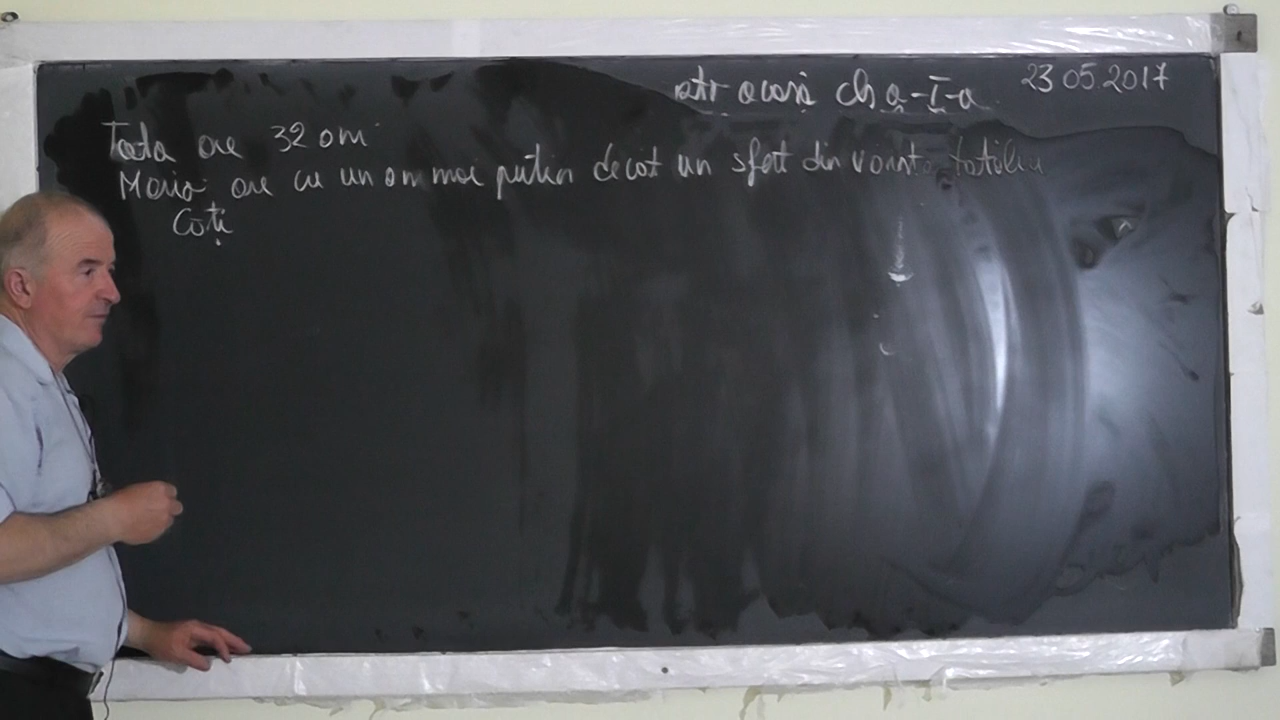 acasă cls a-I-a 23 05.2017
Tata are 32 ani
Maria are cu un an mai puțin decât un sfert din vârsta tatălui
Câți